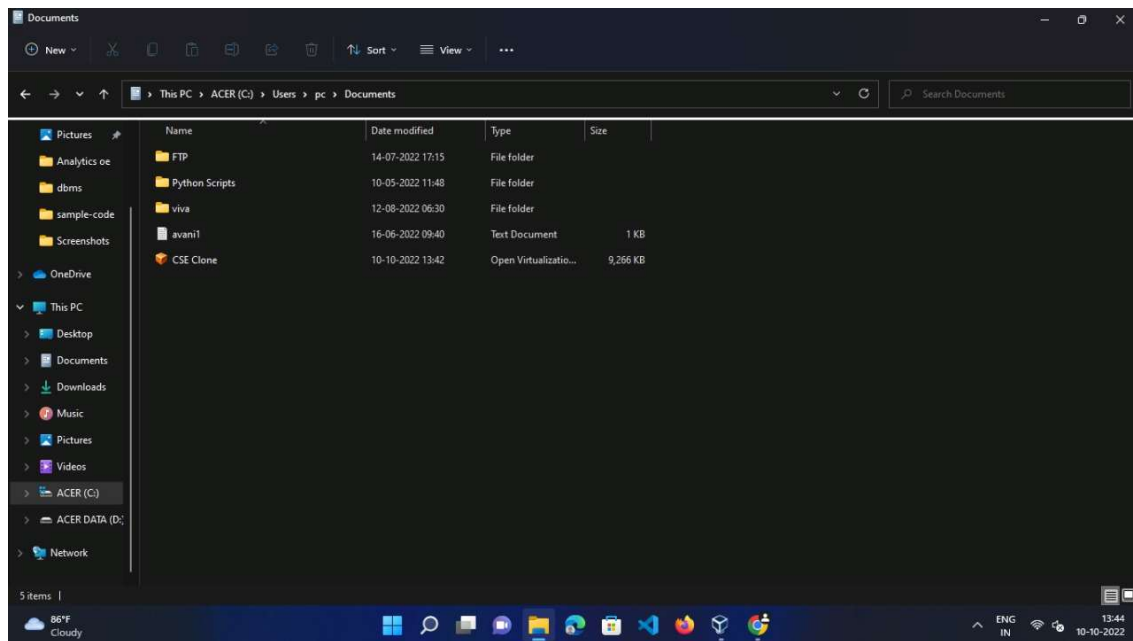 Documents
New Sort View
This PC > ACER (C:) > Users > pc > Documents
Search Documents
Pictures
Analytics oe
dbms
sample-code
Screenshots
OneDrive
This PC
Desktop
Documents
Downloads
Music
Pictures
Videos
ACER (C:)
ACER DATA (D:)
Network
Name Date modified Type Size
FTP 14-07-2022 17:15 File folder
Python Scripts 10-05-2022 11:48 File folder
viva 12-08-2022 06:30 File folder
avani1 16-06-2022 09:40 Text Document 1 KB
CSE Clone 10-10-2022 13:42 Open Virtualizatio... 9,266 KB
5 items
86°F
Cloudy
ENG
IN
13:44
10-10-2022